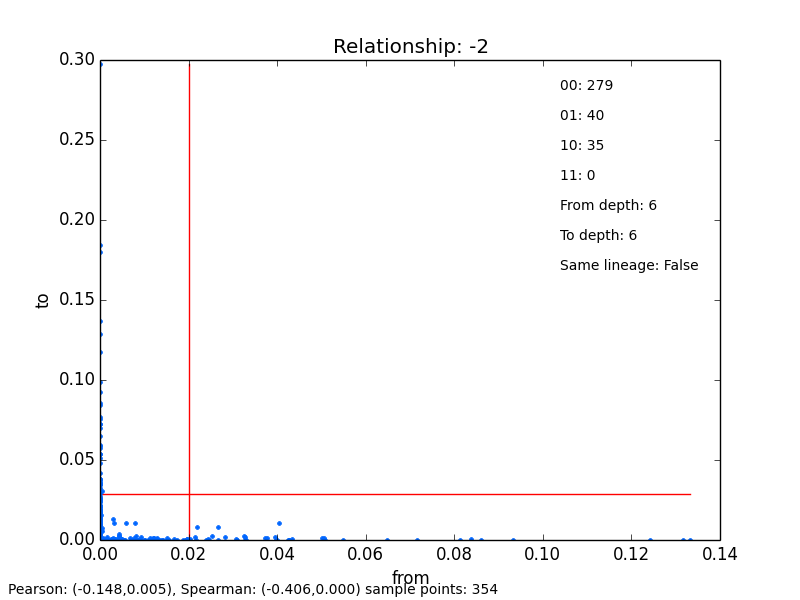 Relationship: -2
0.30
0.25
0.20
0.15
0.10
0.05
0.00
to
00: 279
01: 40
10: 35
11: 0
From depth: 6
To depth: 6
Same lineage: False
0.00 0.02 0.04 0.06 0.08 0.10 0.12 0.14
from
Pearson: (-0.148,0.005), Spearman: (-0.406,0.000) sample points: 354